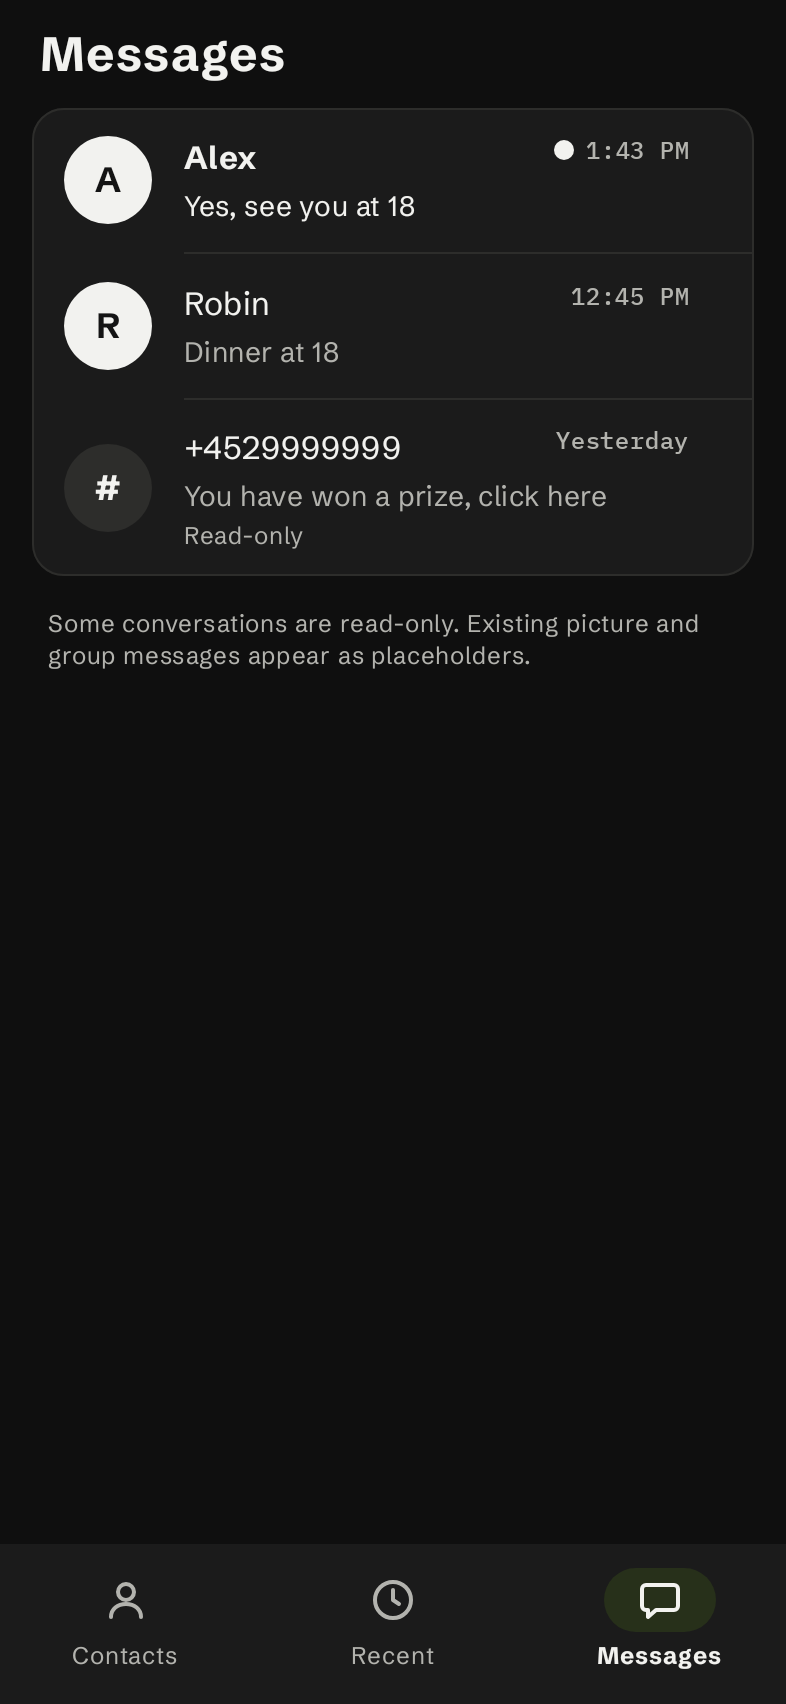 Messages
A
Alex
1:43 PM
Yes, see you at 18
R
Robin
12:45 PM
Dinner at 18
#
+4529999999
Yesterday
You have won a prize, click here
Read-only
Some conversations are read-only. Existing picture and
group messages appear as placeholders.
Contacts
Recent
Messages